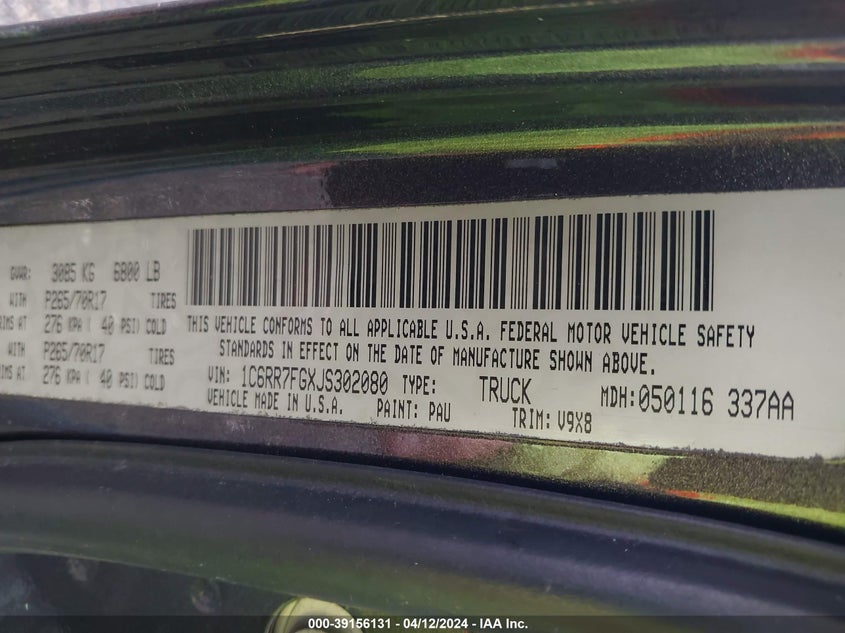 GVWR: 3085 KG 6800 LB
WITH P265/70R17 TIRES
RIMS AT 276 KPA ( 40 PSI) COLD
WITH P265/70R17 TIRES
RIMS AT 276 KPA ( 40 PSI) COLD
THIS VEHICLE CONFORMS TO ALL APPLICABLE U.S.A. FEDERAL MOTOR VEHICLE SAFETY
STANDARDS IN EFFECT ON THE DATE OF MANUFACTURE SHOWN ABOVE.
VIN: 1C6RR7FGXJS302080 TYPE: TRUCK MDH:050116 337AA
VEHICLE MADE IN U.S.A. PAINT: PAU TRIM: V9X8
000-39156131 - 04/12/2024 - IAA Inc.